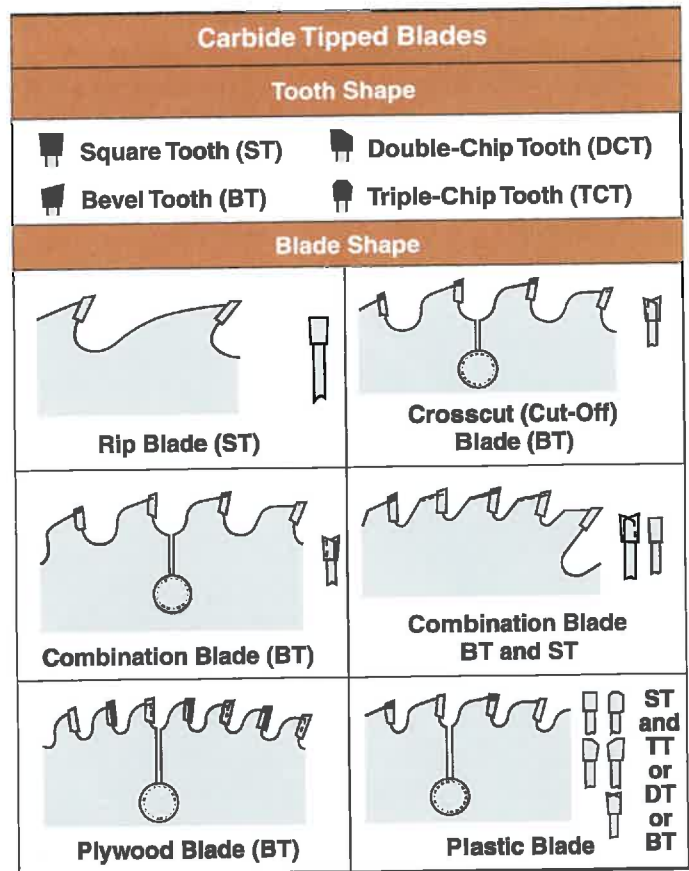 Carbide Tipped Blades
Tooth Shape
Square Tooth (ST)
Double-Chip Tooth (DCT)
Bevel Tooth (BT)
Triple-Chip Tooth (TCT)
Blade Shape
Rip Blade (ST)
Crosscut (Cut-Off)
Blade (BT)
Combination Blade (BT)
Combination Blade
BT and ST
Plywood Blade (BT)
Plastic Blade
ST
and
TT
or
DT
or
BT